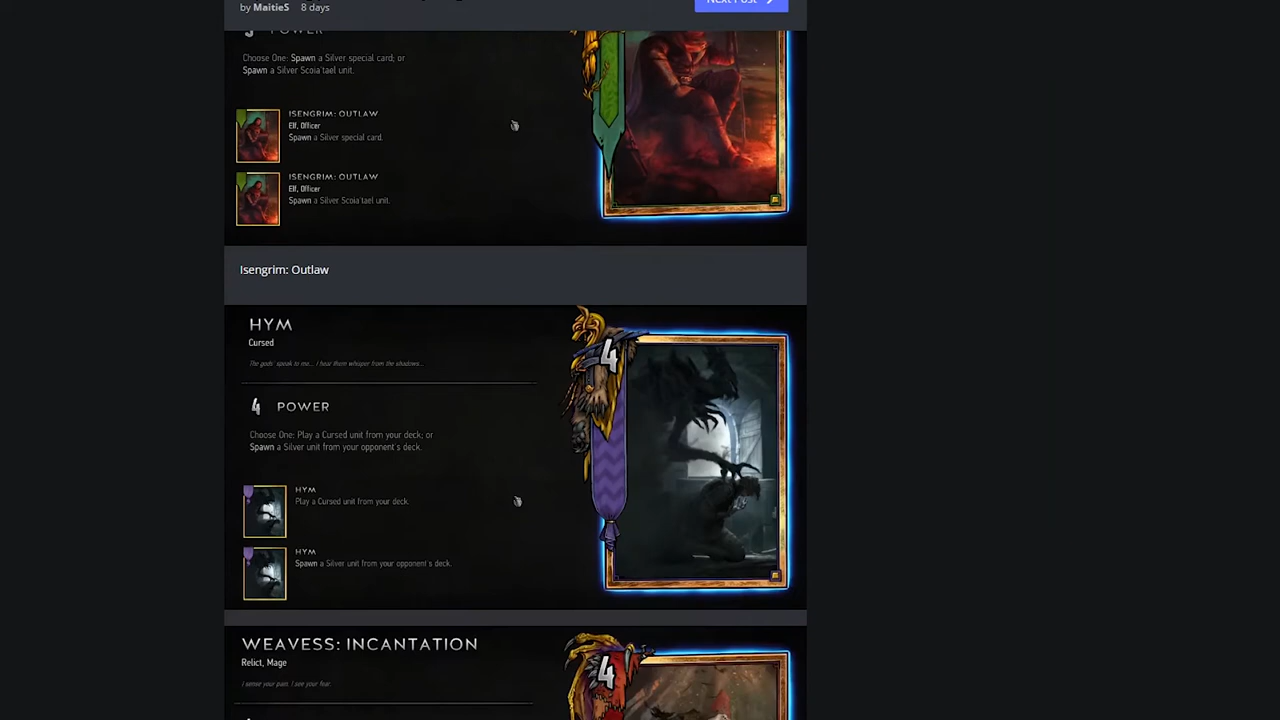 by MaitieS 8 days
Next Post
3 POWER
Choose One: Spawn a Silver special card; or
Spawn a Silver Scoia'tael unit.
ISENGRIM: OUTLAW
Elf, Officer
Spawn a Silver special card.
ISENGRIM: OUTLAW
Elf, Officer
Spawn a Silver Scoia'tael unit.
Isengrim: Outlaw
HYM
Cursed
The gods' speak to me... I hear them whisper from the shadows...
4
4 POWER
Choose One: Play a Cursed unit from your deck; or
Spawn a Silver unit from your opponent's deck.
HYM
Play a Cursed unit from your deck.
HYM
Spawn a Silver unit from your opponent's deck.
WEAVESS: INCANTATION
Relict, Mage
I sense your pain. I see your fear.
4